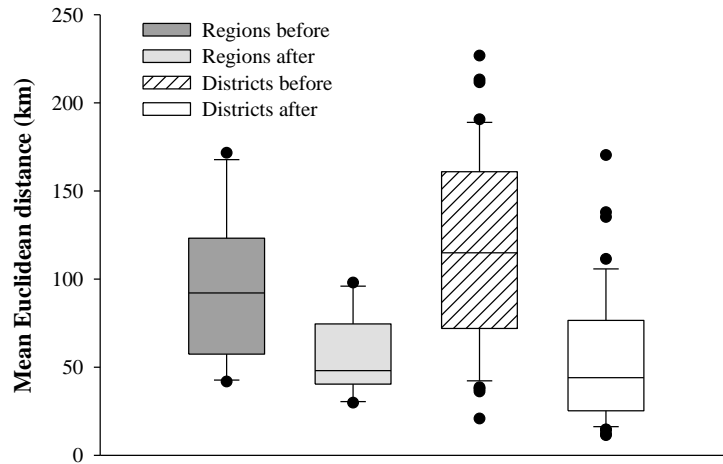 250
200
150
100
50
0
Mean Euclidean distance (km)
Regions before
Regions after
Districts before
Districts after